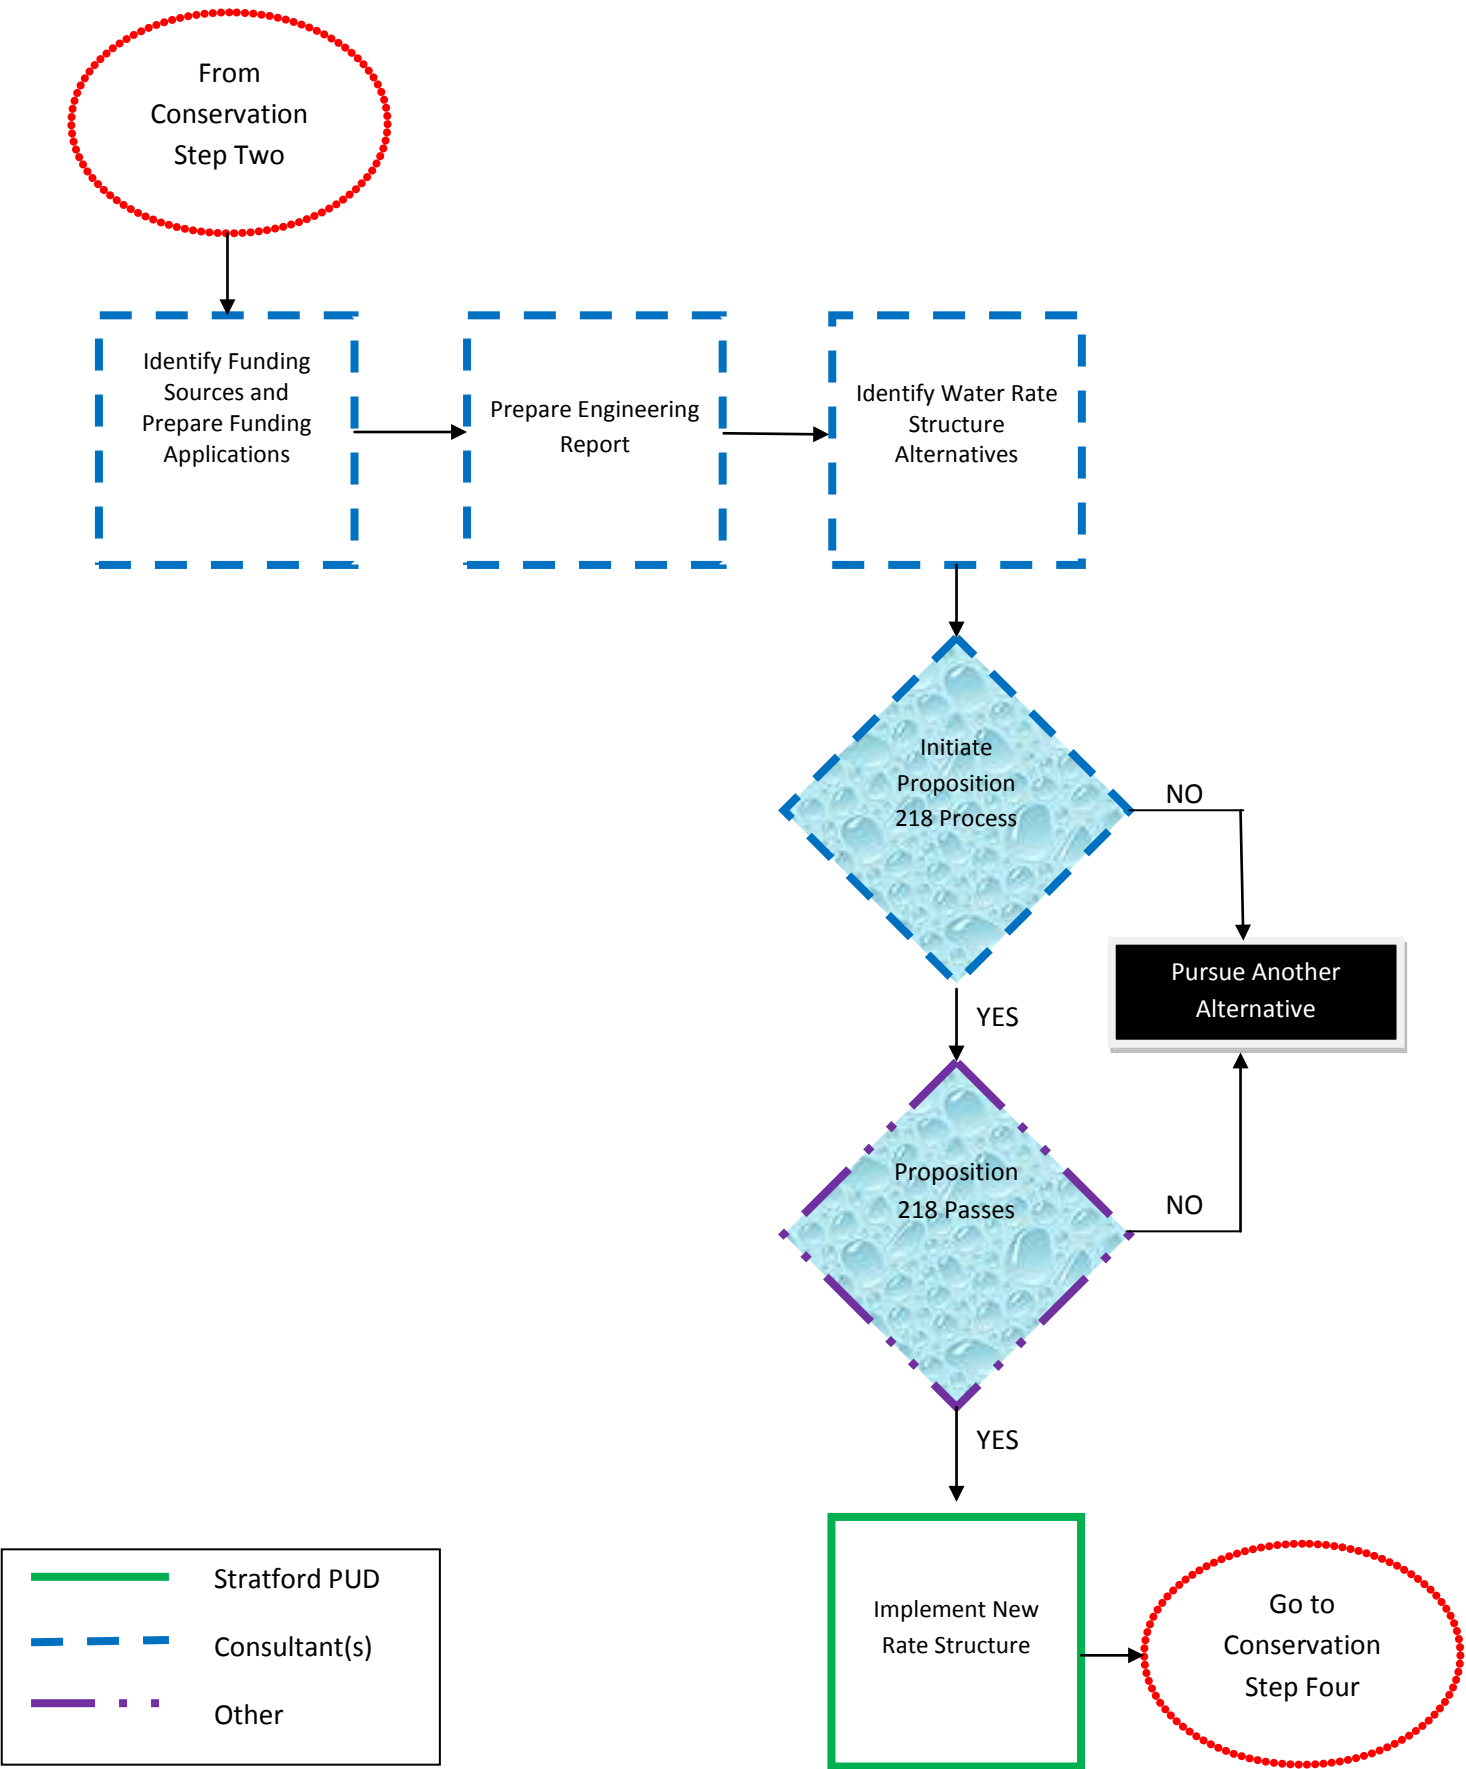 From
Conservation
Step Two
Identify Funding
Sources and
Prepare Funding
Applications
Prepare Engineering
Report
Identify Water Rate
Structure
Alternatives
Initiate
Proposition
218 Process
NO
Pursue Another
Alternative
YES
Proposition
218 Passes
NO
YES
Implement New
Rate Structure
Go to
Conservation
Step Four
Stratford PUD
Consultant(s)
Other